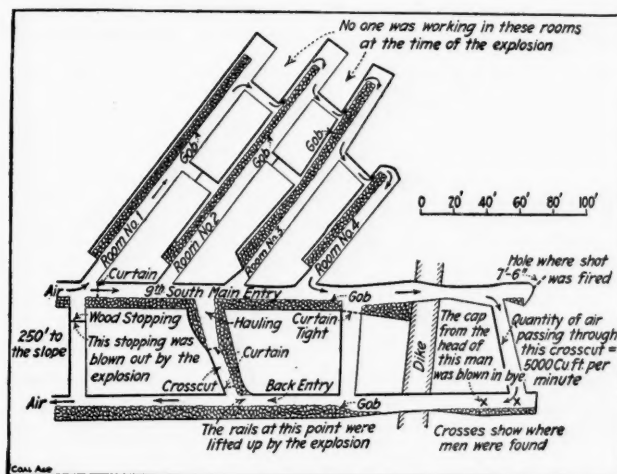 No one was working in these rooms
at the time of the explosion
Gob
Gob
Gob
Room No. 1
Room No. 2
Room No. 3
Room No. 4
0 20' 40' 60' 80' 100'
Curtain
Air
9th South Main Entry
Gob
7'-6"
Hole where shot
was fired
Wood Stopping
This stopping was
blown out by the
explosion
250' to
the slope
Hauling
Curtain
Crosscut
Curtain
Tight
Back Entry
Dike
The cap
from the
head of
this man
was blown in bye
Quantity of air
passing through
this crosscut =
5000 Cu.ft. per
minute
Air
Gob
The rails at this point were
lifted up by the explosion
Crosses show where
men were found
COAL AGE